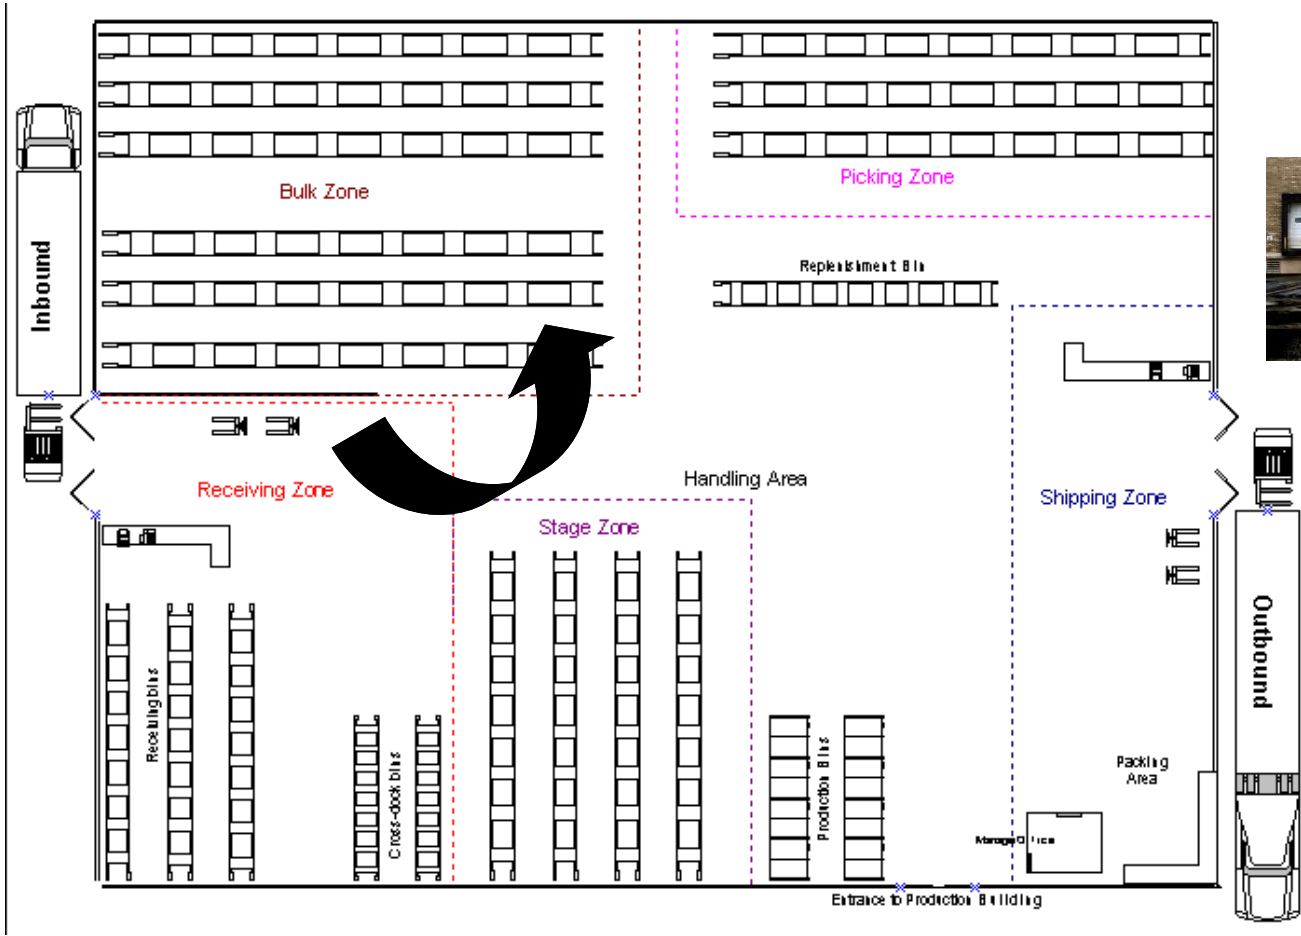 Bulk Zone
Picking Zone
Inbound
Replenishment Bin
Handling Area
Receiving Zone
Shipping Zone
Stage Zone
Outbound
Receiving bins
Cross-dock bins
Production Bins
Packing
Area
Entrance to Production Building